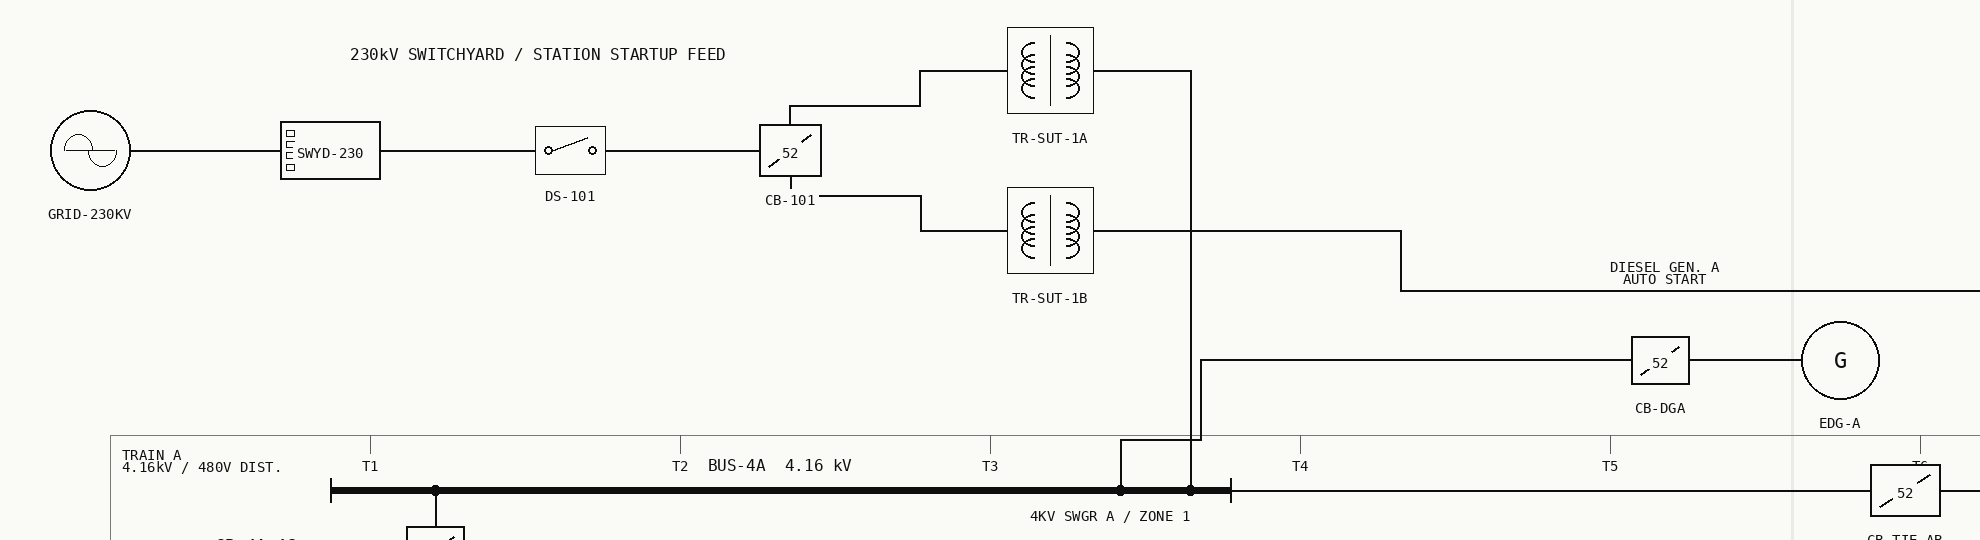 230kV SWITCHYARD / STATION STARTUP FEED
TR-SUT-1A
SWYD-230
52
DS-101
CB-101
GRID-230KV
TR-SUT-1B
DIESEL GEN. A
AUTO START
52
G
CB-DGA
EDG-A
TRAIN A
4.16kV / 480V DIST.
T1
T2
BUS-4A 4.16 kV
T3
T4
T5
52
4KV SWGR A / ZONE 1